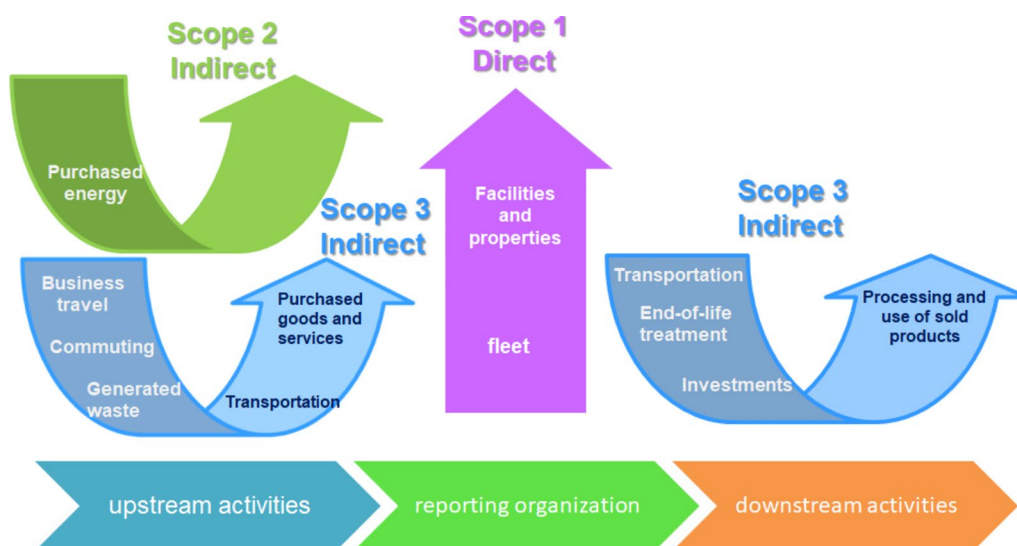 Scope 2
Indirect
Purchased
energy
Scope 1
Direct
Facilities
and
properties
fleet
Scope 3
Indirect
Business
travel
Commuting
Generated
waste
Purchased
goods and
services
Transportation
Scope 3
Indirect
Transportation
End-of-life
treatment
Investments
Processing and
use of sold
products
upstream activities
reporting organization
downstream activities